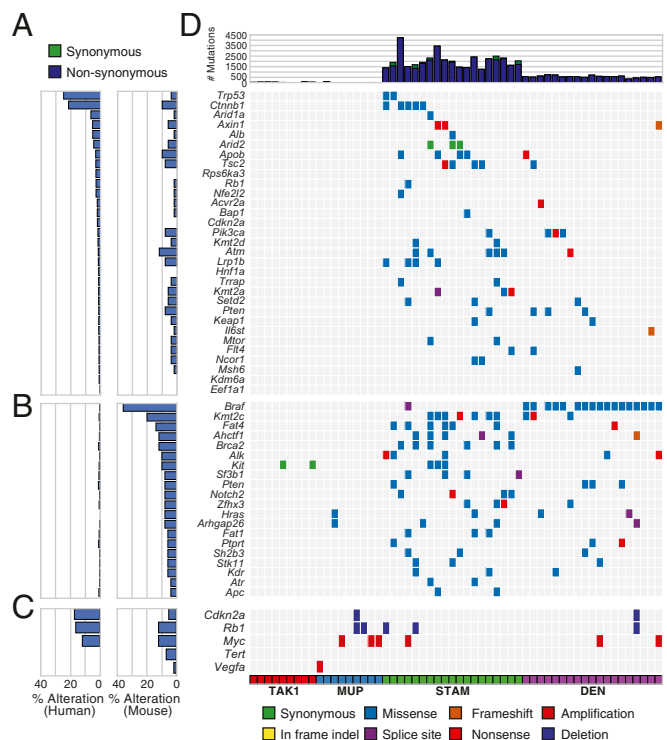 A
D
Synonymous
Non-synonymous
# Mutations
4500
3500
2500
1500
500
0
Trp53
Ctnnb1
Arid1a
Axin1
Alb
Arid2
Apob
Tsc2
Rps6ka3
Rb1
Nfe2l2
Acvr2a
Bap1
Cdkn2a
Pik3ca
Kmt2d
Atm
Lrp1b
Hnf1a
Trrap
Kmt2a
Setd2
Pten
Keap1
Il6st
Mtor
Flt4
Ncor1
Msh6
Kdm6a
Eef1a1
B
Braf
Kmt2c
Fat4
Ahctf1
Brca2
Alk
Kit
Sf3b1
Pten
Notch2
Zfhx3
Hras
Arhgap26
Fat1
Ptprt
Sh2b3
Stk11
Kdr
Atr
Apc
C
Cdkn2a
Rb1
Myc
Tert
Vegfa
40 20 0 40 20 0
% Alteration (Human)
% Alteration (Mouse)
TAK1 MUP STAM DEN
Synonymous Missense Frameshift Amplification
In frame indel Splice site Nonsense Deletion